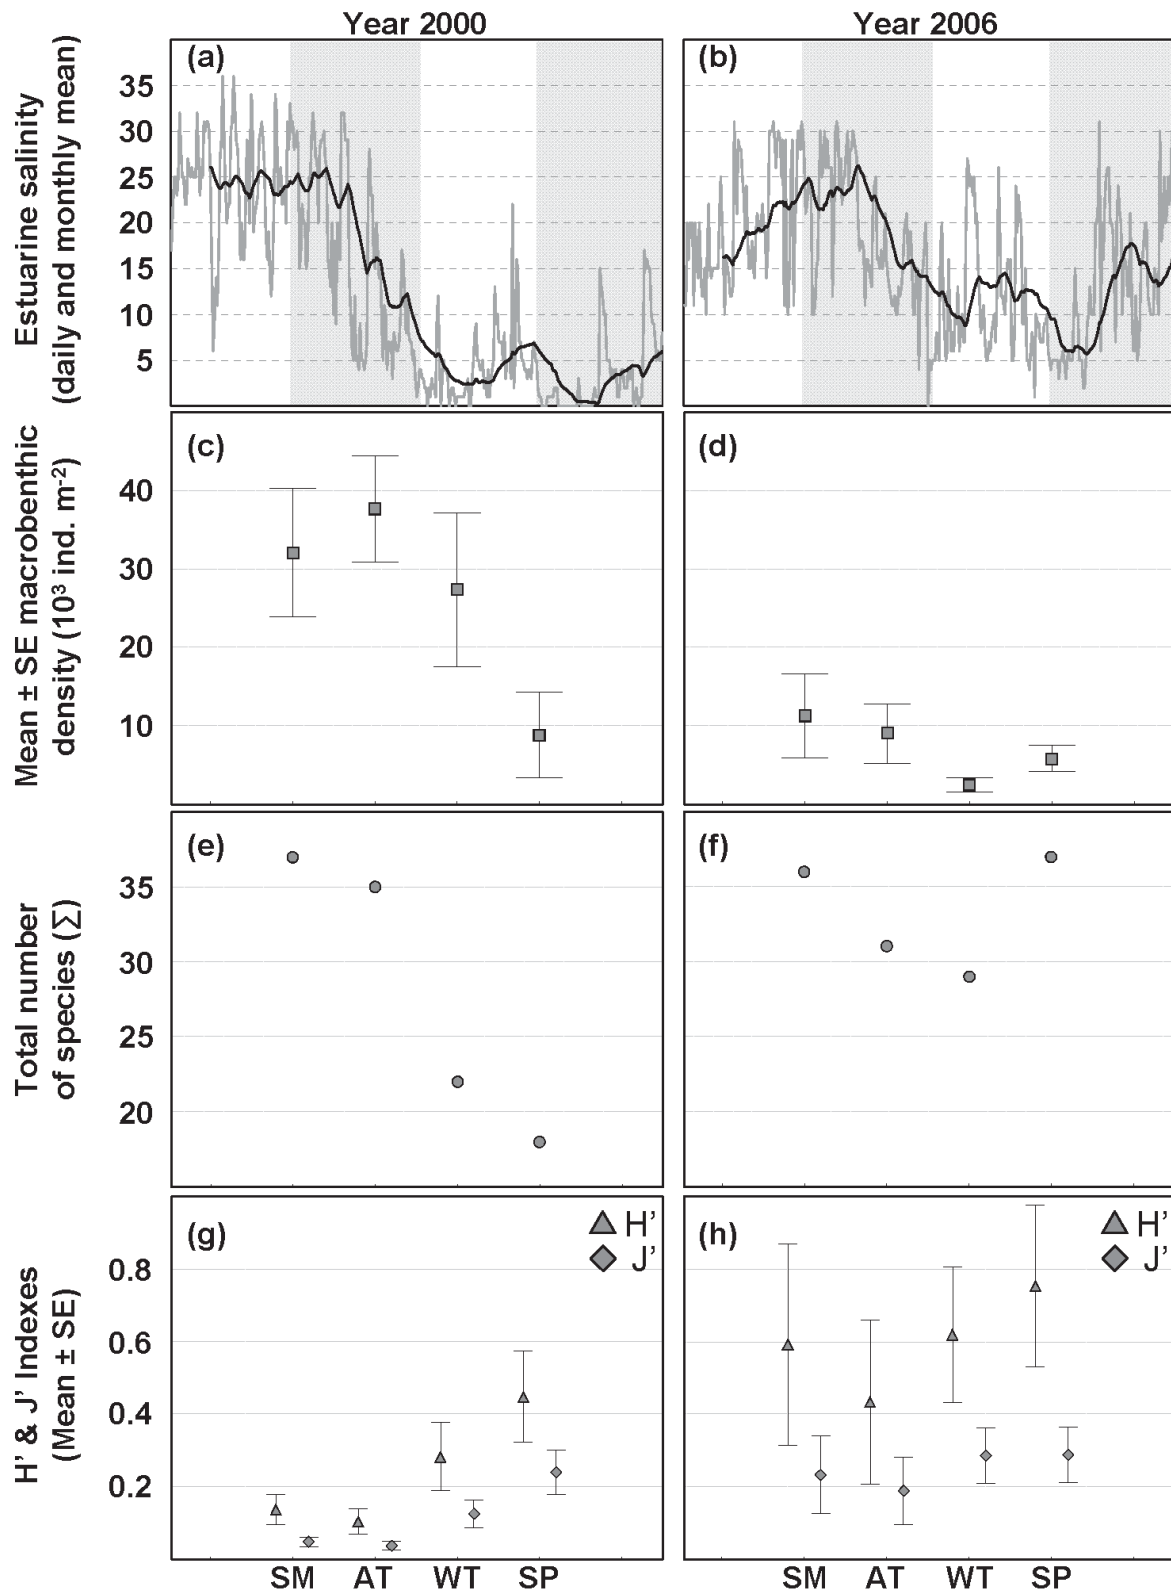 Year 2000
Year 2006
Estuarine salinity
(daily and monthly mean)
(a)
(b)
35
30
25
20
15
10
5
Mean ± SE macrobenthic
density (10³ ind. m⁻²)
(c)
(d)
40
30
20
10
Total number
of species (∑)
(e)
(f)
35
30
25
20
H’ & J’ Indexes
(Mean ± SE)
(g)
H’
J’
(h)
H’
J’
0.8
0.6
0.4
0.2
SM AT WT SP
SM AT WT SP